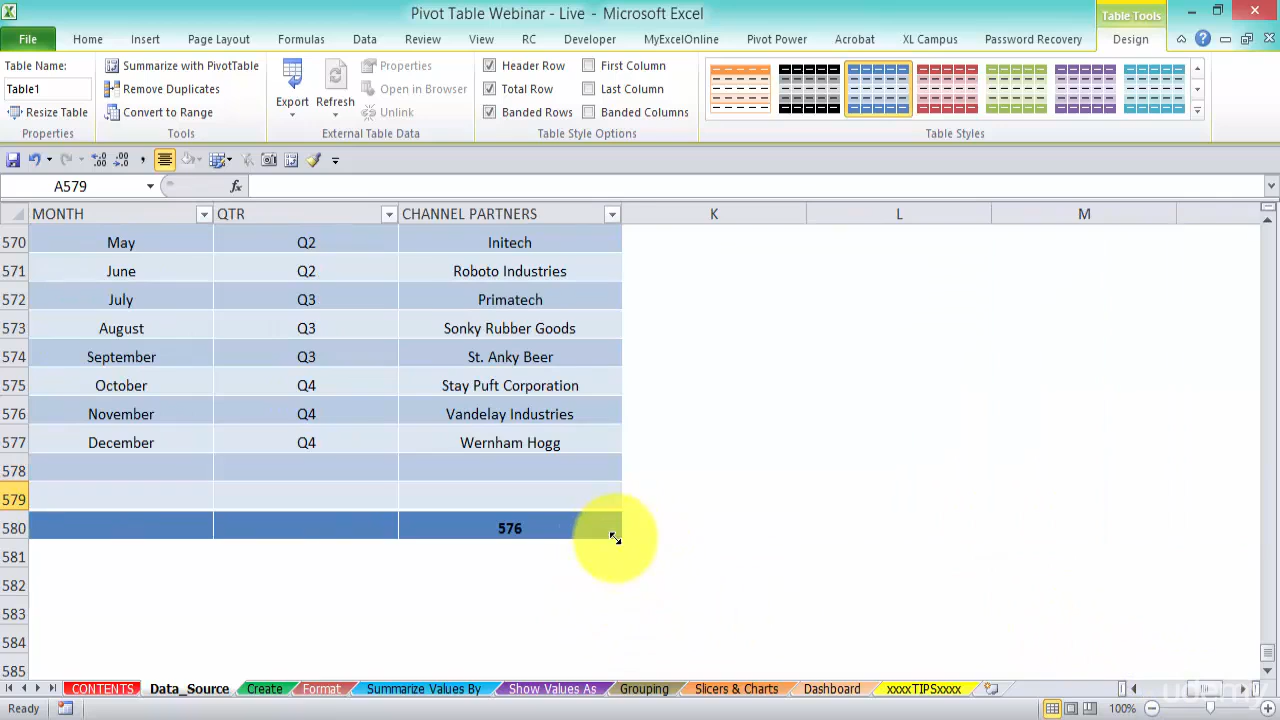 Pivot Table Webinar - Live - Microsoft Excel
Table Tools
File Home Insert Page Layout Formulas Data Review View RC Developer MyExcelOnline Pivot Power Acrobat XL Campus Password Recovery Design
Table Name:
Table1
Resize Table
Properties
Summarize with PivotTable
Remove Duplicates
Convert Range
Tools
Export
Refresh
Properties
Open in Browser
External Table Data
Header Row
Total Row
Banded Rows
First Column
Last Column
Banded Columns
Table Style Options
Table Styles
A579
fx
MONTH QTR CHANNEL PARTNERS K L M
570 May Q2 Initech
571 June Q2 Roboto Industries
572 July Q3 Primatech
573 August Q3 Sonky Rubber Goods
574 September Q3 St. Anky Beer
575 October Q4 Stay Puft Corporation
576 November Q4 Vandelay Industries
577 December Q4 Wernham Hogg
578
579
580 576
581
582
583
584
585
CONTENTS Data_Source Create Format Summarize Values By Show Values As Grouping Slicers & Charts Dashboard xxxxTIPSxxxx
Ready 100%
udemy